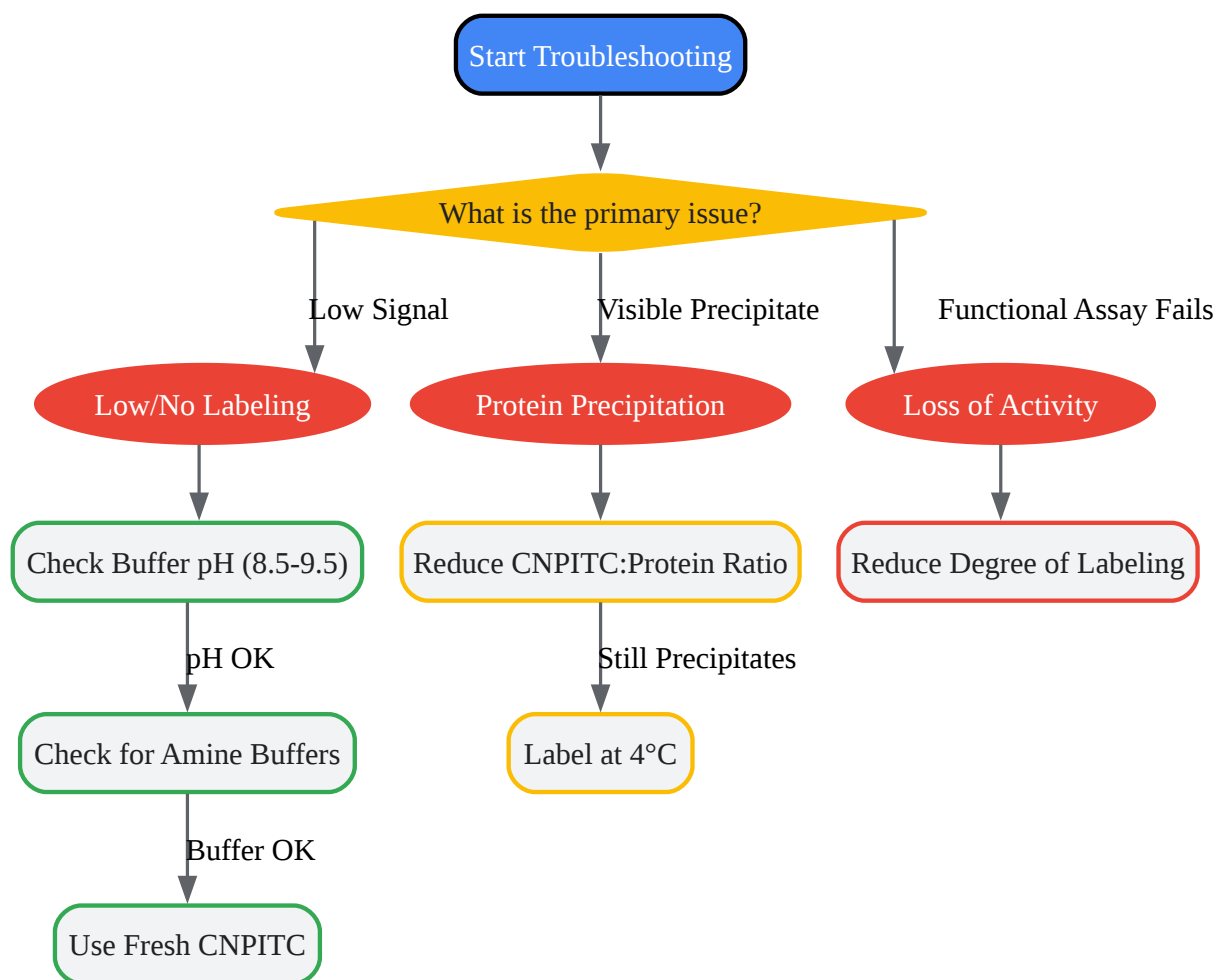 Start Troubleshooting
What is the primary issue?
Low Signal
Visible Precipitate
Functional Assay Fails
Low/No Labeling
Protein Precipitation
Loss of Activity
Check Buffer pH (8.5-9.5)
Reduce CNPITC:Protein Ratio
Reduce Degree of Labeling
pH OK
Still Precipitates
Check for Amine Buffers
Label at 4°C
Buffer OK
Use Fresh CNPITC